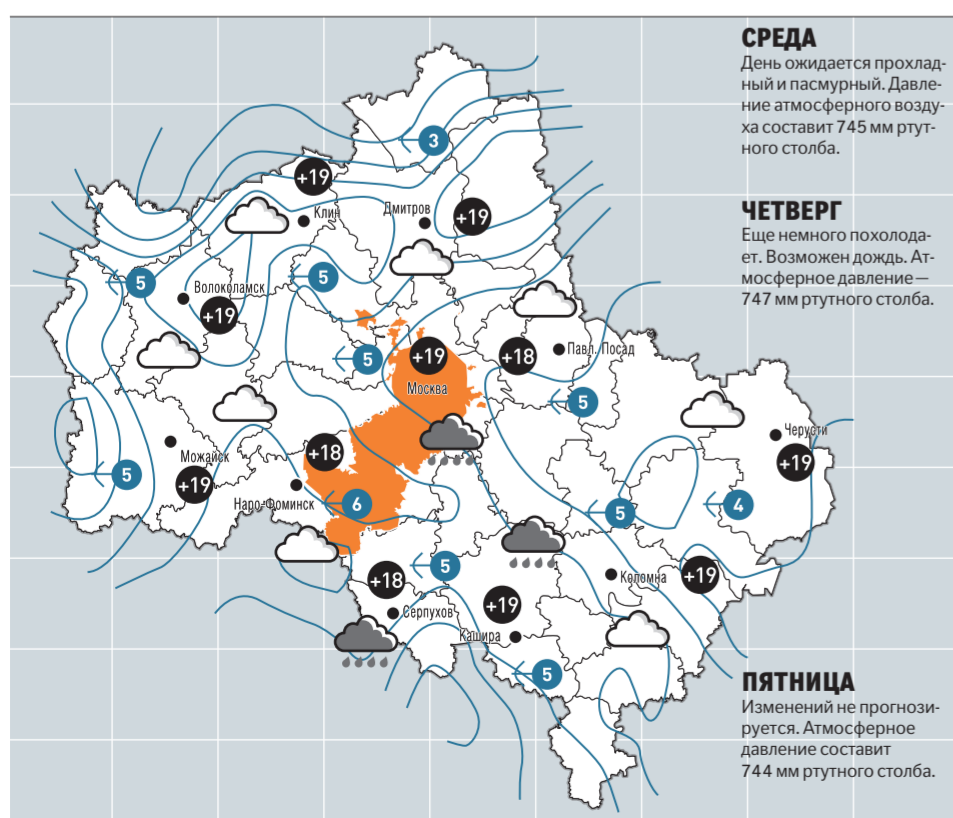 СРЕДА
День ожидается прохлад-
ный и пасмурный. Давле-
ние атмосферного возду-
ха составит 745 мм ртут-
ного столба.
ЧЕТВЕРГ
Еще немного похолода-
ет. Возможен дождь. Ат-
мосферное давление —
747 мм ртутного столба.
ПЯТНИЦА
Изменений не прогнози-
руется. Атмосферное
давление составит
744 мм ртутного столба.
3
+19
Клин
Дмитров
+19
5
5
Волоколамск
+19
5
+19
Москва
+18
Павл. Посад
5
Черусти
+19
Можайск
5
+19
+18
Наро-Фоминск
6
5
4
5
+18
Серпухов
+19
Кашира
Коломна
+19
5